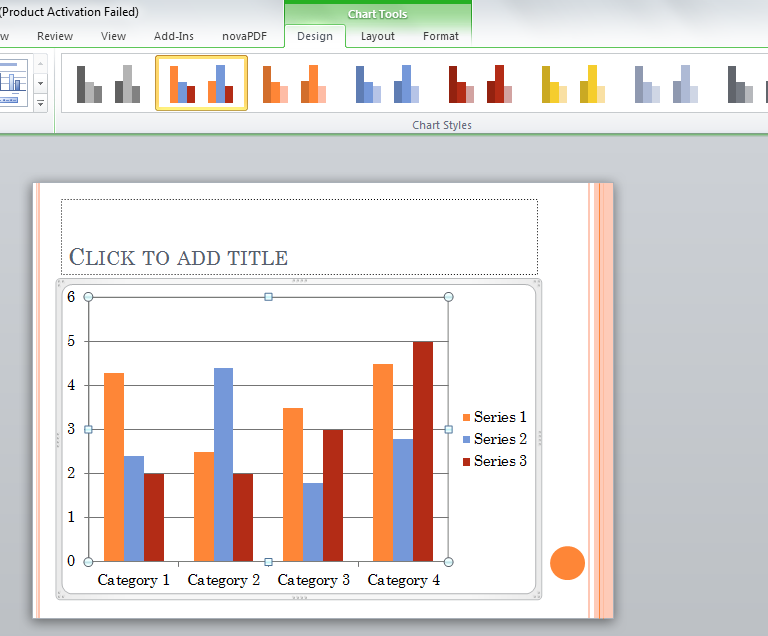 (Product Activation Failed)
Chart Tools
Review View Add-Ins novaPDF Design Layout Format
Chart Styles
Click to add title
6
5
4
3
2
1
0
Series 1
Series 2
Series 3
Category 1 Category 2 Category 3 Category 4